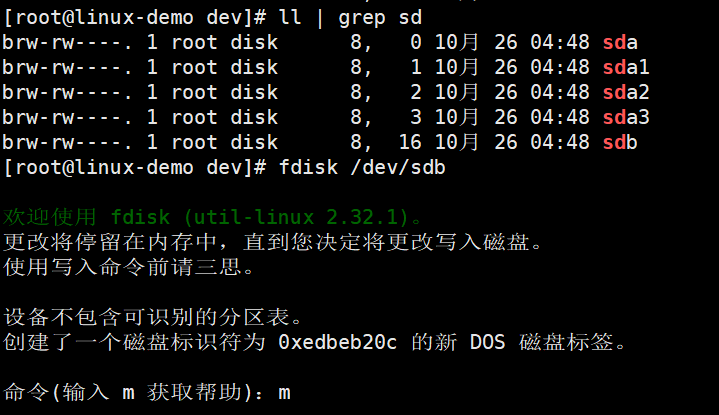 [root@linux-demo dev]# ll | grep sd
brw-rw----. 1 root disk      8,   0 10月 26 04:48 sda
brw-rw----. 1 root disk      8,   1 10月 26 04:48 sda1
brw-rw----. 1 root disk      8,   2 10月 26 04:48 sda2
brw-rw----. 1 root disk      8,   3 10月 26 04:48 sda3
brw-rw----. 1 root disk      8,  16 10月 26 04:48 sdb
[root@linux-demo dev]# fdisk /dev/sdb
欢迎使用 fdisk (util-linux 2.32.1)。
更改将停留在内存中，直到您决定将更改写入磁盘。
使用写入命令前请三思。
设备不包含可识别的分区表。
创建了一个磁盘标识符为 0xedbeb20c 的新 DOS 磁盘标签。
命令(输入 m 获取帮助)：m